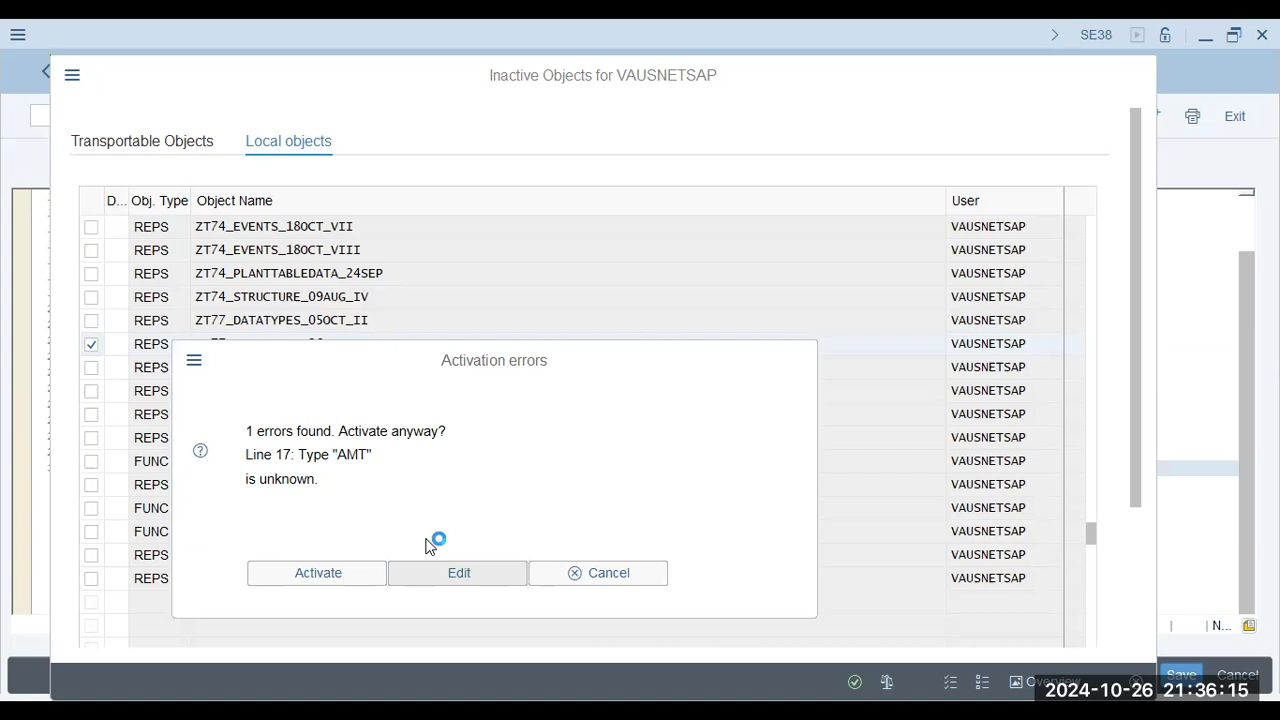 SE38
Inactive Objects for VAUSNETSAP
Exit
Transportable Objects
Local objects
D... Obj. Type Object Name User
REPS ZT74_EVENTS_18OCT_VII VAUSNETSAP
REPS ZT74_EVENTS_18OCT_VIII VAUSNETSAP
REPS ZT74_PLANTTABLEDATA_24SEP VAUSNETSAP
REPS ZT74_STRUCTURE_09AUG_IV VAUSNETSAP
REPS ZT77_DATATYPES_05OCT_II VAUSNETSAP
REPS VAUSNETSAP
REPS VAUSNETSAP
REPS VAUSNETSAP
REPS VAUSNETSAP
REPS VAUSNETSAP
FUNC VAUSNETSAP
REPS VAUSNETSAP
FUNC VAUSNETSAP
FUNC VAUSNETSAP
REPS VAUSNETSAP
REPS VAUSNETSAP
Activation errors
1 errors found. Activate anyway?
Line 17: Type "AMT"
is unknown.
Activate
Edit
Cancel
N...
Save
Cancel
Overview
2024-10-26 21:36:15